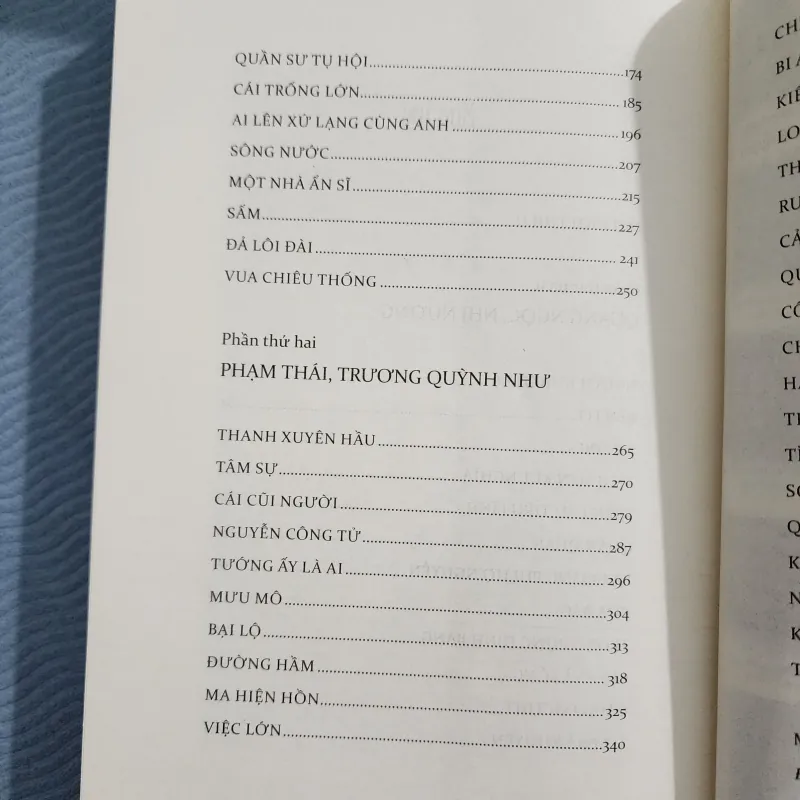 QUẦN SƯ TỤ HỘI........174
CÁI TRỐNG LỚN........185
AI LÊN XỨ LẠNG CÙNG ANH........196
SÔNG NƯỚC........207
MỘT NHÀ ẨN SĨ........215
SẤM........227
ĐẢ LÔI ĐÀI........241
VUA CHIÊU THỐNG........250
Phần thứ hai
PHẠM THÁI, TRƯƠNG QUỲNH NHƯ
THANH XUYÊN HẦU........265
TÂM SỰ........270
CÁI CŨI NGƯỜI........279
NGUYỄN CÔNG TỬ........287
TƯỚNG ẤY LÀ AI........296
MƯU MÔ........304
BẠI LỘ........313
ĐƯỜNG HẦM........318
MA HIỆN HỒN........325
VIỆC LỚN........340